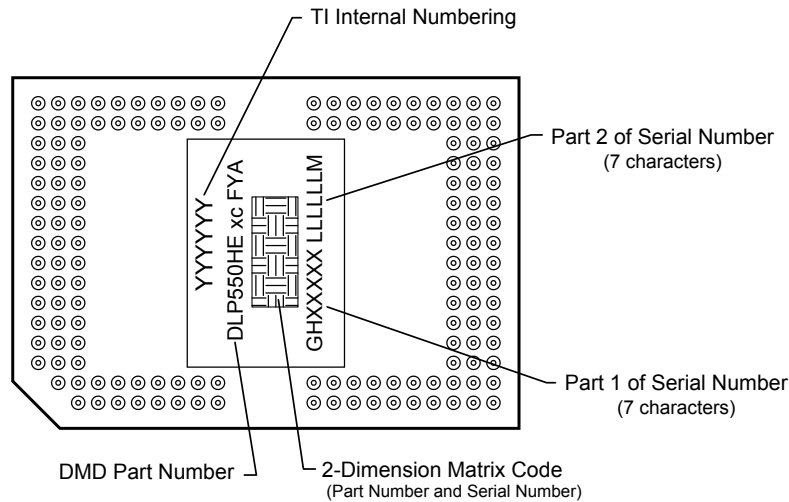 TI Internal Numbering
Part 2 of Serial Number
(7 characters)
YYYYYYY
DLP550HE xc FYA
GHXXXXX LLLLLLM
Part 1 of Serial Number
(7 characters)
DMD Part Number
2-Dimension Matrix Code
(Part Number and Serial Number)